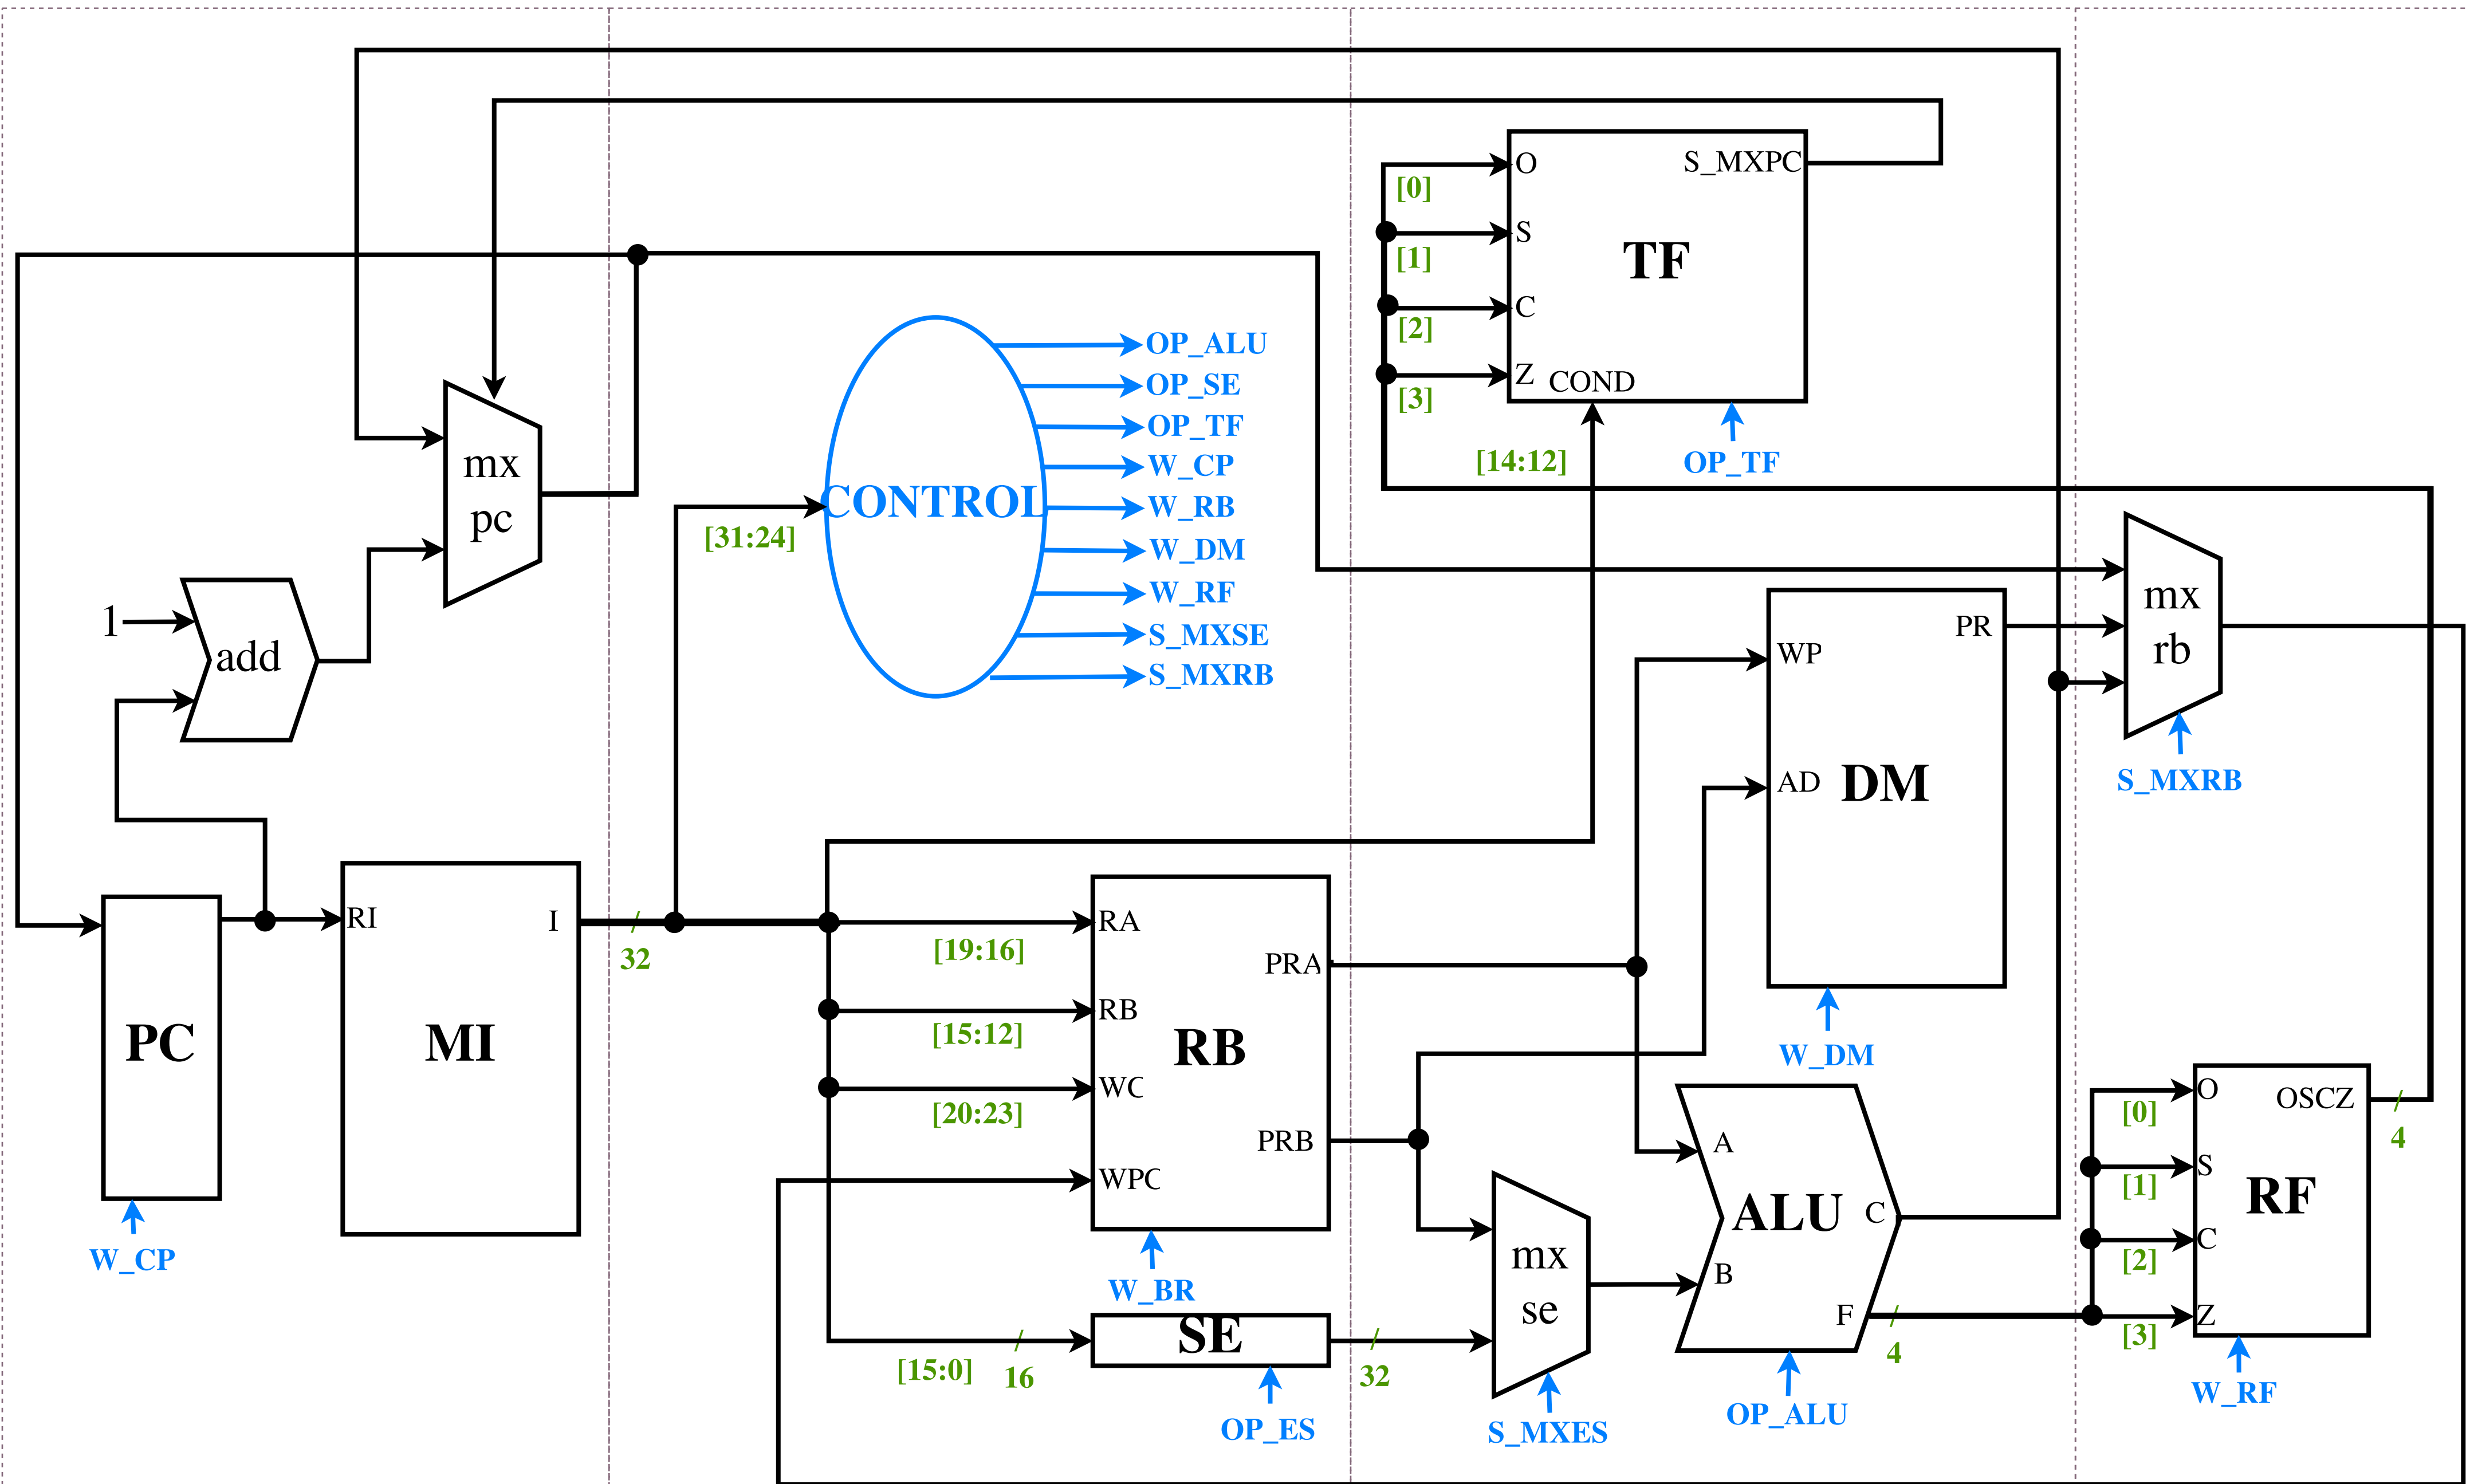 O
S_MXPC
[0]
S
[1]
TF
C
[2]
Z
COND
[3]
[14:12]
OP_TF
OP_ALU
OP_SE
OP_TF
W_CP
W_RB
W_DM
W_RF
S_MXSE
S_MXRB
CONTROL
[31:24]
mx
pc
1
add
mx
rb
S_MXRB
WP
PR
AD
DM
W_DM
RI
I
PC
MI
W_CP
32
RA
[19:16]
PRA
RB
[15:12]
RB
WC
[20:23]
PRB
WPC
W_BR
SE
[15:0]
16
32
OP_ES
mx
se
S_MXES
A
ALU
C
B
F
4
OP_ALU
O
OSCZ
[0]
4
S
[1]
RF
C
[2]
Z
[3]
W_RF